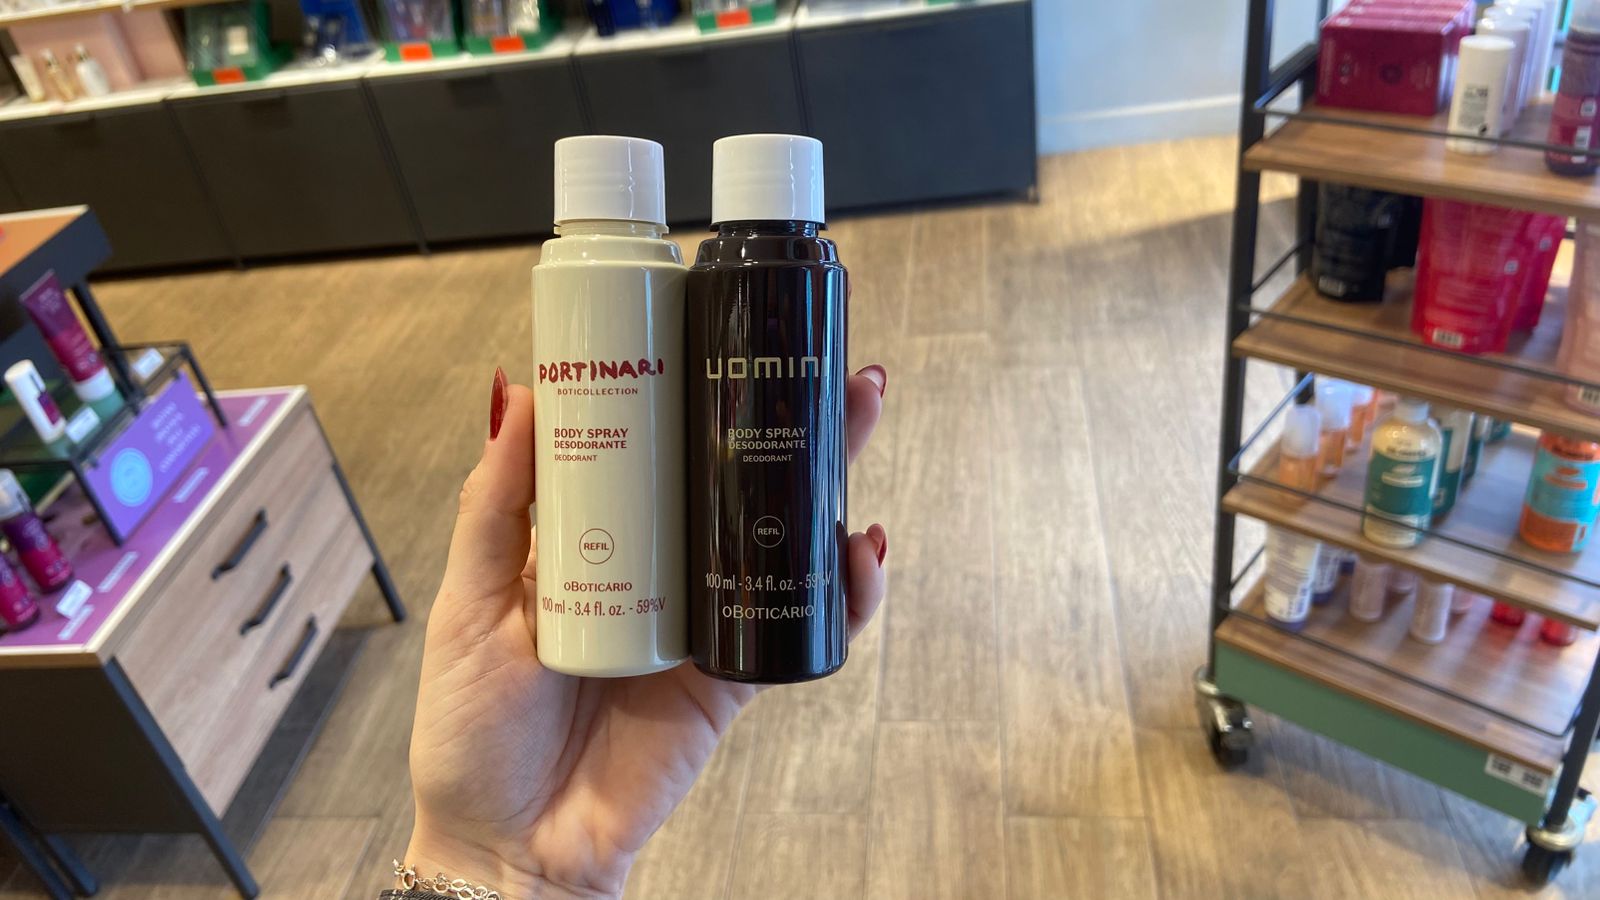 PORTINARI
BOTICOLLECTION
BODY SPRAY
DESODORANTE
DEODORANT
REFIL
oBOTICÁRIO
100 ml - 3.4 fl. oz. - 59%V
UOMINI
BODY SPRAY
DESODORANTE
DEODORANT
REFIL
100 ml - 3.4 fl. oz. - 59%V
oBOTICÁRIO